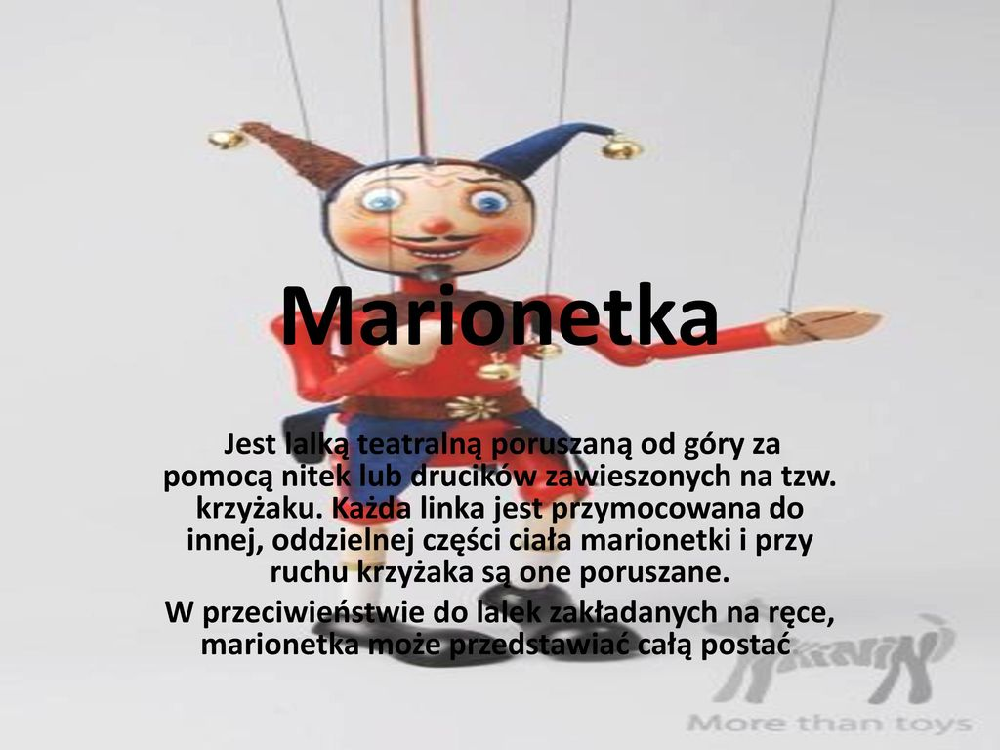 Marionetka
Jest lalką teatralną poruszaną od góry za
pomocą nitek lub drucików zawieszonych na tzw.
krzyżaku. Każda linka jest przymocowana do
innej, oddzielnej części ciała marionetki i przy
ruchu krzyżaka są one poruszane.
W przeciwieństwie do lalek zakładanych na ręce,
marionetka może przedstawiać całą postać.
More than toys